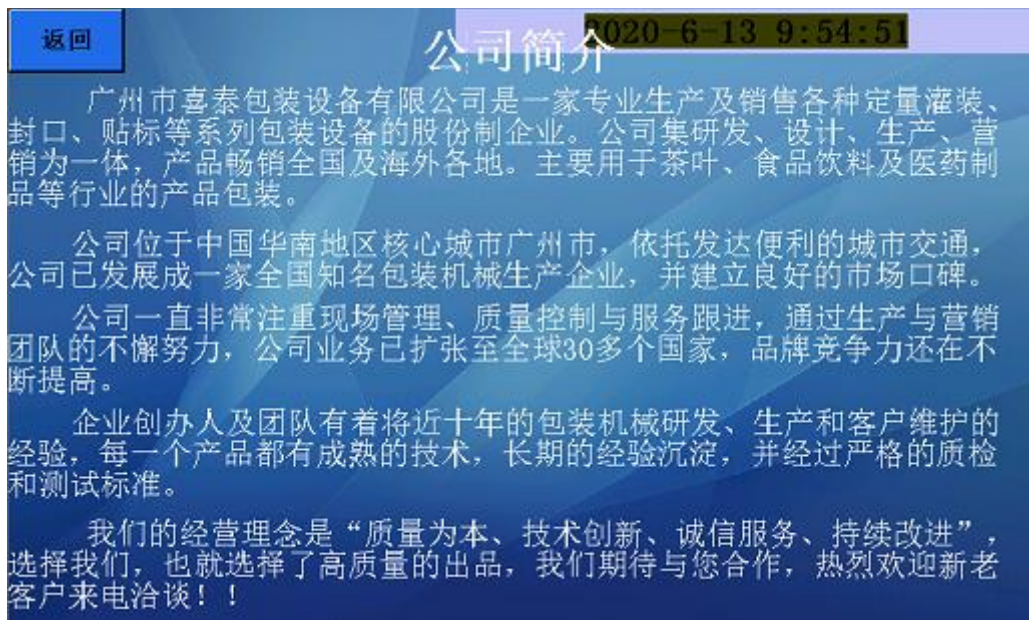 返回
公司简介
2020-6-13 9:54:51
广州市喜泰包装设备有限公司是一家专业生产及销售各种定量灌装、
封口、贴标等系列包装设备的股份制企业。公司集研发、设计、生产、营
销为一体，产品畅销全国及海外各地。主要用于茶叶、食品饮料及医药制
品等行业的产品包装。
公司位于中国华南地区核心城市广州市，依托发达便利的城市交通，
公司已发展成一家全国知名包装机械生产企业，并建立良好的市场口碑。
公司一直非常注重现场管理、质量控制与服务跟进，通过生产与营销
团队的不懈努力，公司业务已扩张至全球30多个国家，品牌竞争力还在不
断提高。
企业创办人及团队有着将近十年的包装机械研发、生产和客户维护的
经验，每一个产品都有成熟的技术，长期的经验沉淀，并经过严格的质检
和测试标准。
我们的经营理念是“质量为本、技术创新、诚信服务、持续改进”，
选择我们，也就选择了高质量的出品，我们期待与您合作，热烈欢迎新老
客户来电洽谈！！